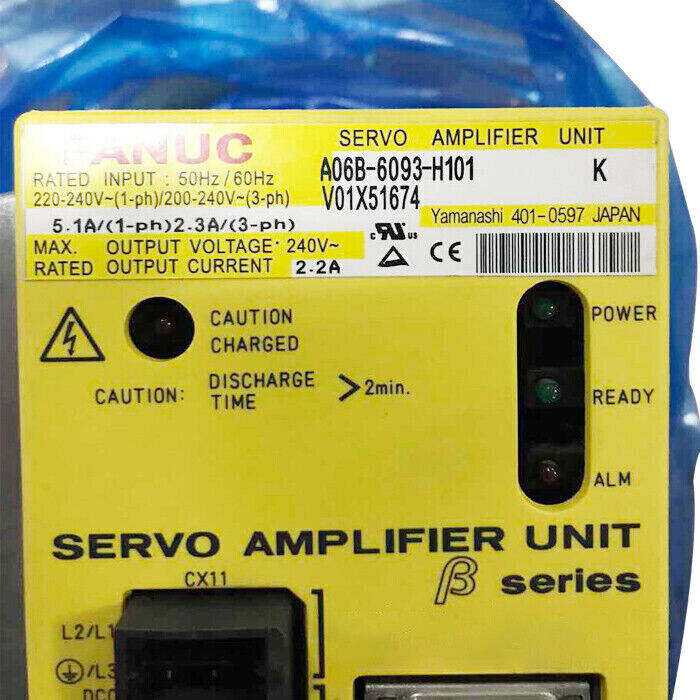 FANUC SERVO AMPLIFIER UNIT
RATED INPUT : 50Hz / 60Hz A06B-6093-H101 K
220-240V~(1-ph)/200-240V~(3-ph) V01X51674
5.1A/(1-ph)2.3A/(3-ph) Yamanashi 401-0597 JAPAN
MAX. OUTPUT VOLTAGE: 240V~
RATED OUTPUT CURRENT 2.2A
c RU us CE
CAUTION
CHARGED
CAUTION: DISCHARGE
TIME >2min.
POWER
READY
ALM
SERVO AMPLIFIER UNIT
β series
CX11
L2/L1
/L3
DC